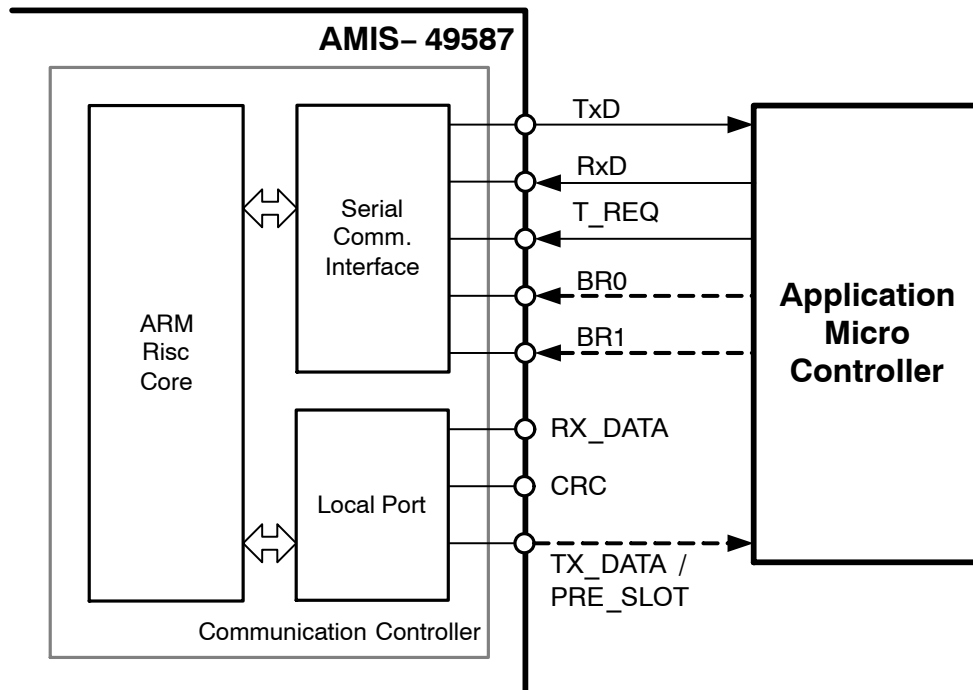 AMIS– 49587
TxD
RxD
T_REQ
BR0
BR1
Serial
Comm.
Interface
ARM
Risc
Core
Application
Micro
Controller
RX_DATA
CRC
Local Port
TX_DATA /
PRE_SLOT
Communication Controller